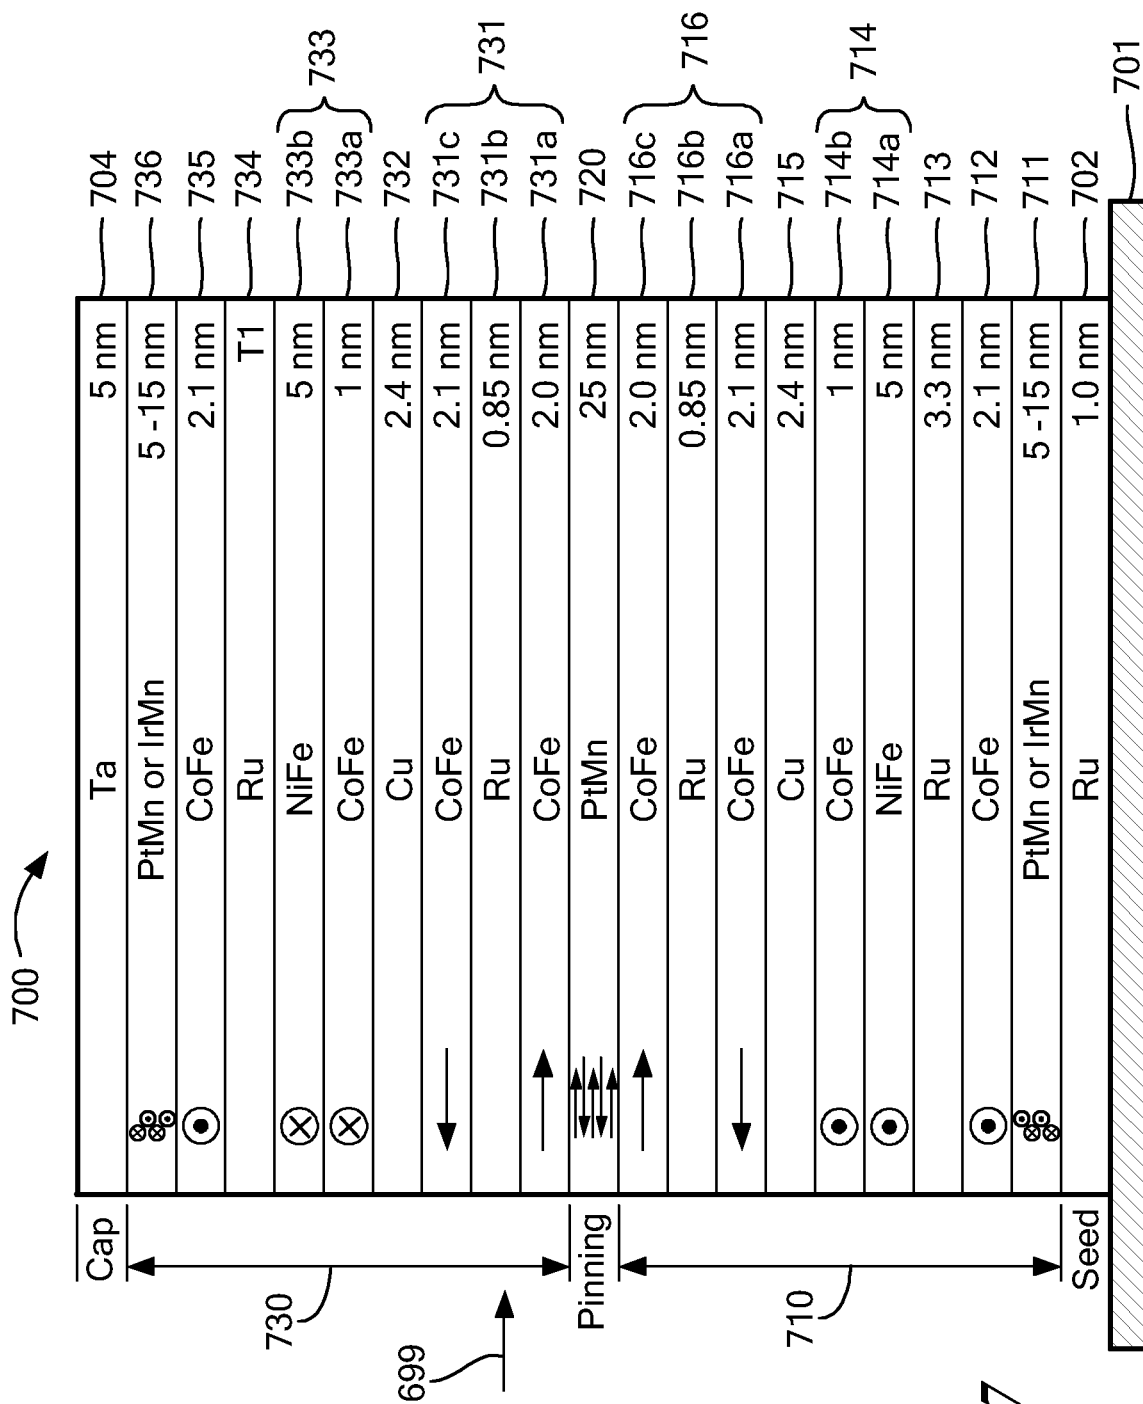 700
Cap Ta 5 nm 704
PtMn or IrMn 5 -15 nm 736
CoFe 2.1 nm 735
Ru T1 734
NiFe 5 nm 733b
733
CoFe 1 nm 733a
730
Cu 2.4 nm 732
CoFe 2.1 nm 731c
699
Ru 0.85 nm 731b
731
CoFe 2.0 nm 731a
Pinning PtMn 25 nm 720
CoFe 2.0 nm 716c
Ru 0.85 nm 716b
716
CoFe 2.1 nm 716a
Cu 2.4 nm 715
710
CoFe 1 nm 714b
714
NiFe 5 nm 714a
Ru 3.3 nm 713
CoFe 2.1 nm 712
PtMn or IrMn 5 -15 nm 711
Seed Ru 1.0 nm 702
701
7